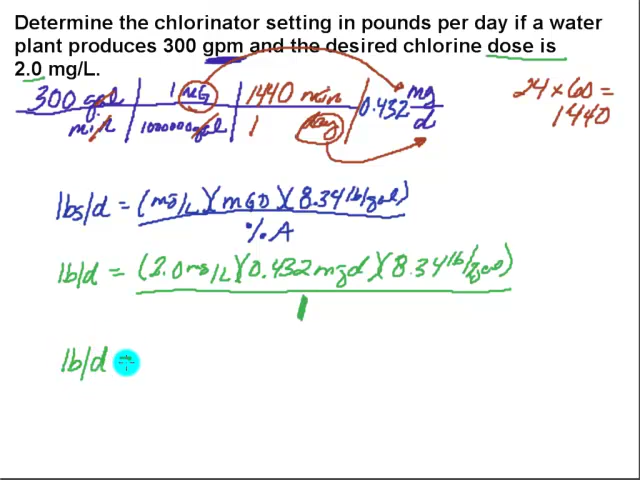 Determine the chlorinator setting in pounds per day if a water
plant produces 300 gpm and the desired chlorine dose is
2.0 mg/L.
300 gal | 1 MG | 1440 min | 0.432 mg/d
min | 1000000 gal | 1 day
24 x 60 =
1440
lbs/d = (mg/L)(MGD)(8.34 lb/gal)
% A
lb/d = (2.0 mg/L)(0.432 mgd)(8.34 lb/gal)
1
lb/d